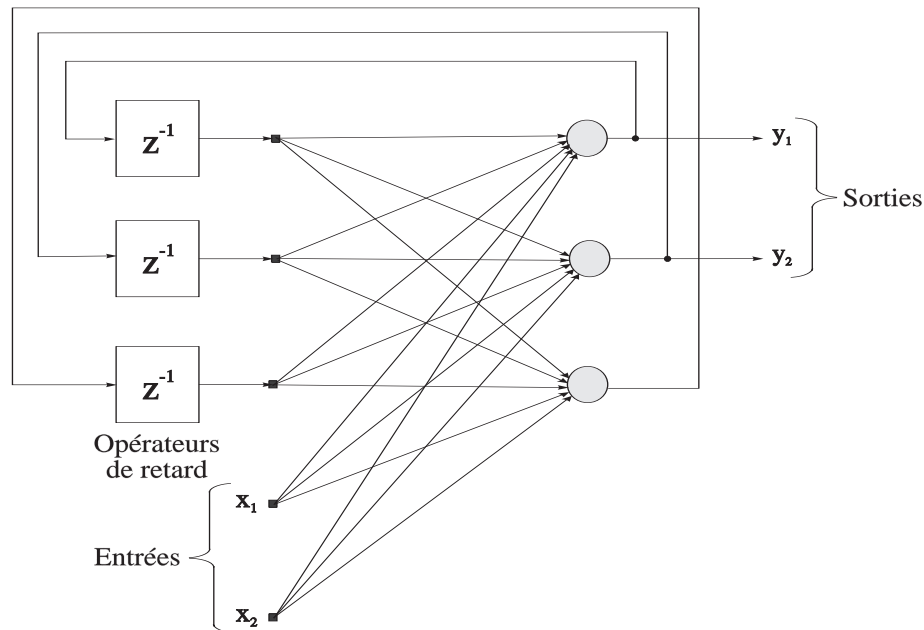 z⁻¹
y₁
Sorties
z⁻¹
y₂
z⁻¹
Opérateurs
de retard
x₁
Entrées
x₂